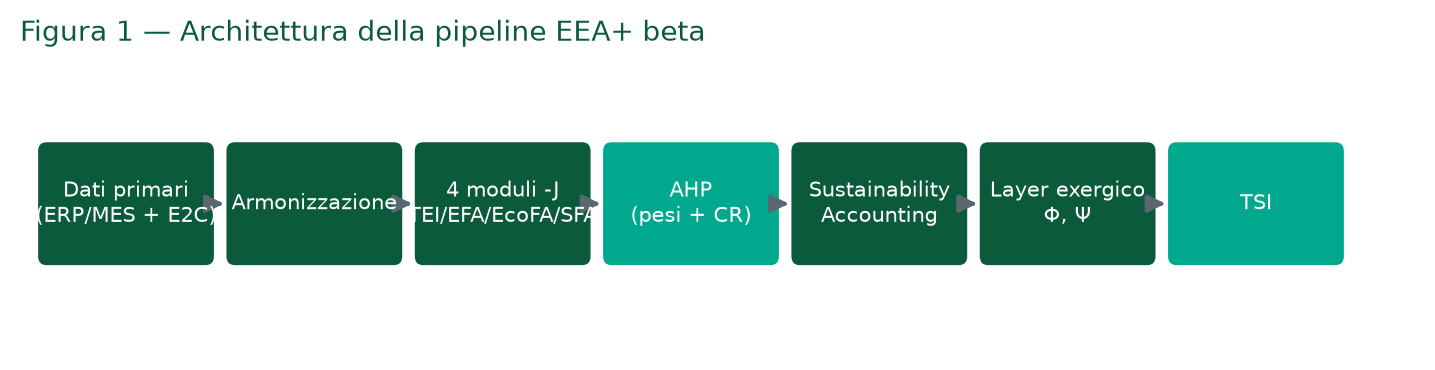 Figura 1 — Architettura della pipeline EEA+ beta
Dati primari
(ERP/MES + E2C)
Armonizzazione
4 moduli -J
TEI/EFA/EcoFA/SFA
AHP
(pesi + CR)
Sustainability
Accounting
Layer exergico
Φ, Ψ
TSI